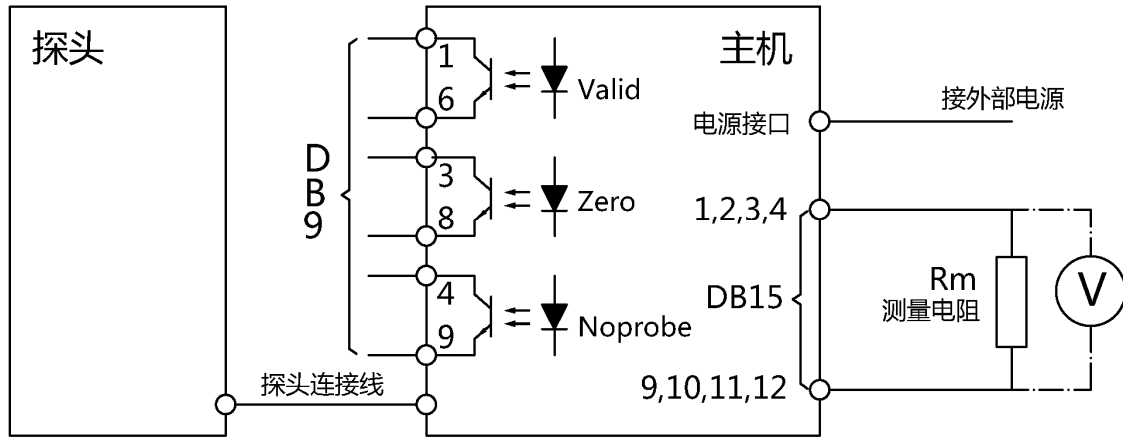 探头
D
B
9
1
6
3
8
4
9
Valid
Zero
Noprobe
探头连接线
主机
电源接口
接外部电源
1,2,3,4
DB15
9,10,11,12
Rm
测量电阻
V